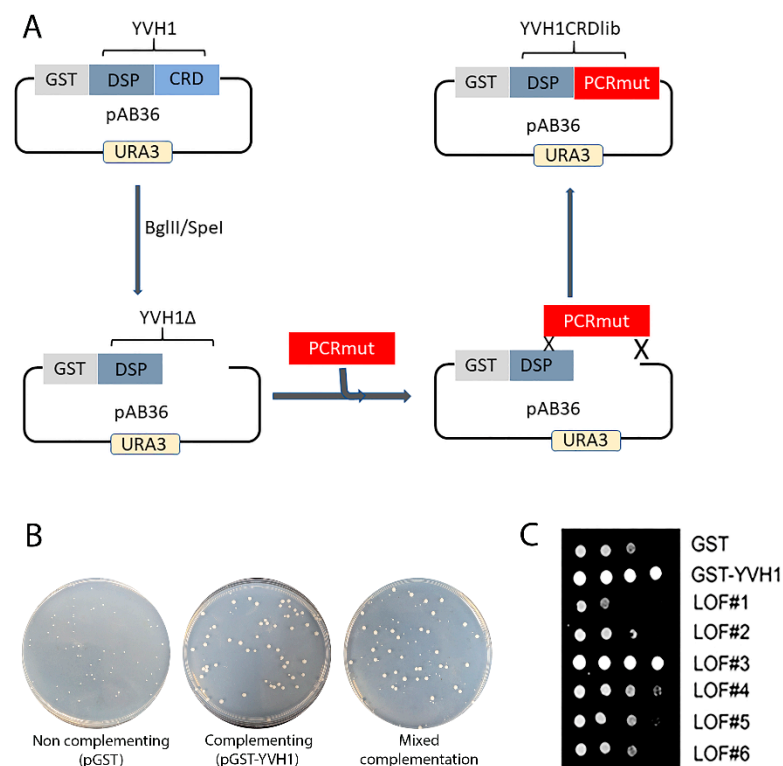 A
YVH1
GST DSP CRD
pAB36
URA3
BglII/SpeI
YVH1Δ
GST DSP
pAB36
URA3
PCRmut
YVH1CRDlib
GST DSP PCRmut
pAB36
URA3
PCRmut
X X
GST DSP
pAB36
URA3
B
Non complementing
(pGST)
Complementing
(pGST-YVH1)
Mixed
complementation
C
GST
GST-YVH1
LOF#1
LOF#2
LOF#3
LOF#4
LOF#5
LOF#6